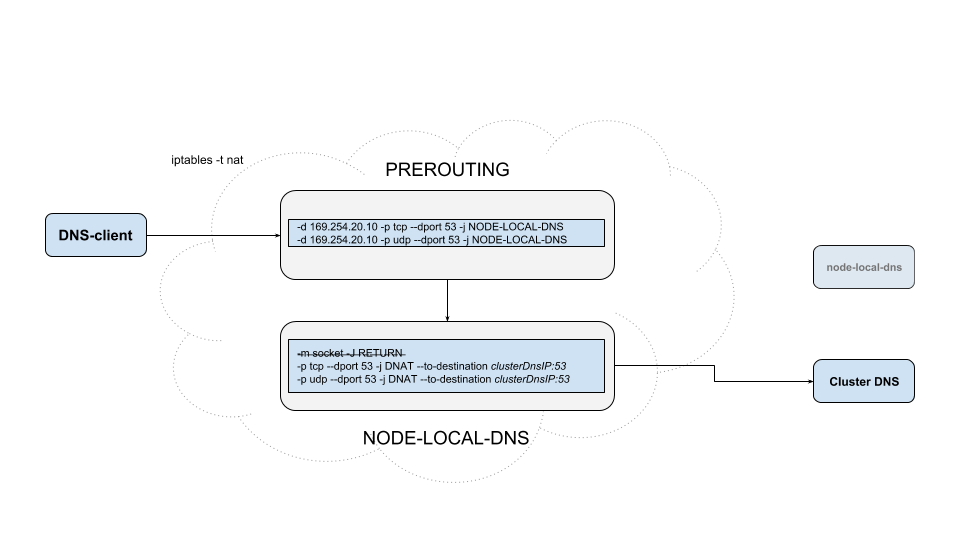 iptables -t nat
PREROUTING
DNS-client
-d 169.254.20.10 -p tcp --dport 53 -j NODE-LOCAL-DNS
-d 169.254.20.10 -p udp --dport 53 -j NODE-LOCAL-DNS
node-local-dns
-m socket -J RETURN
-p tcp --dport 53 -j DNAT --to-destination clusterDnsIP:53
-p udp --dport 53 -j DNAT --to-destination clusterDnsIP:53
Cluster DNS
NODE-LOCAL-DNS